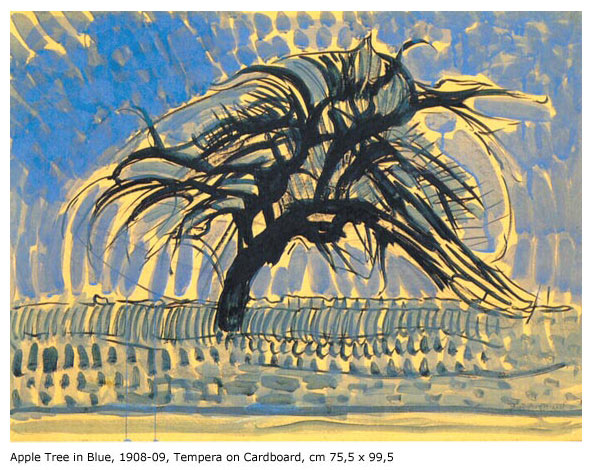 Apple Tree in Blue, 1908-09, Tempera on Cardboard, cm 75,5 x 99,5